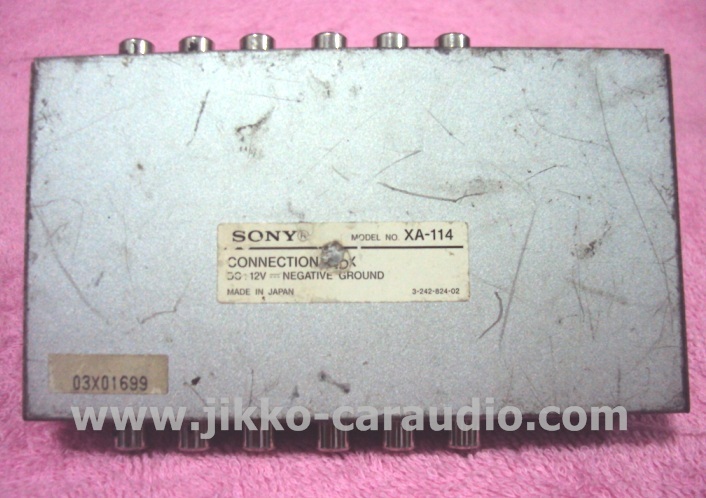 SONY® MODEL NO. XA-114
CONNECTION
DC : 12V ⎓ NEGATIVE GROUND
MADE IN JAPAN 3-242-824-02
03X01699
www.jikko-caraudio.com